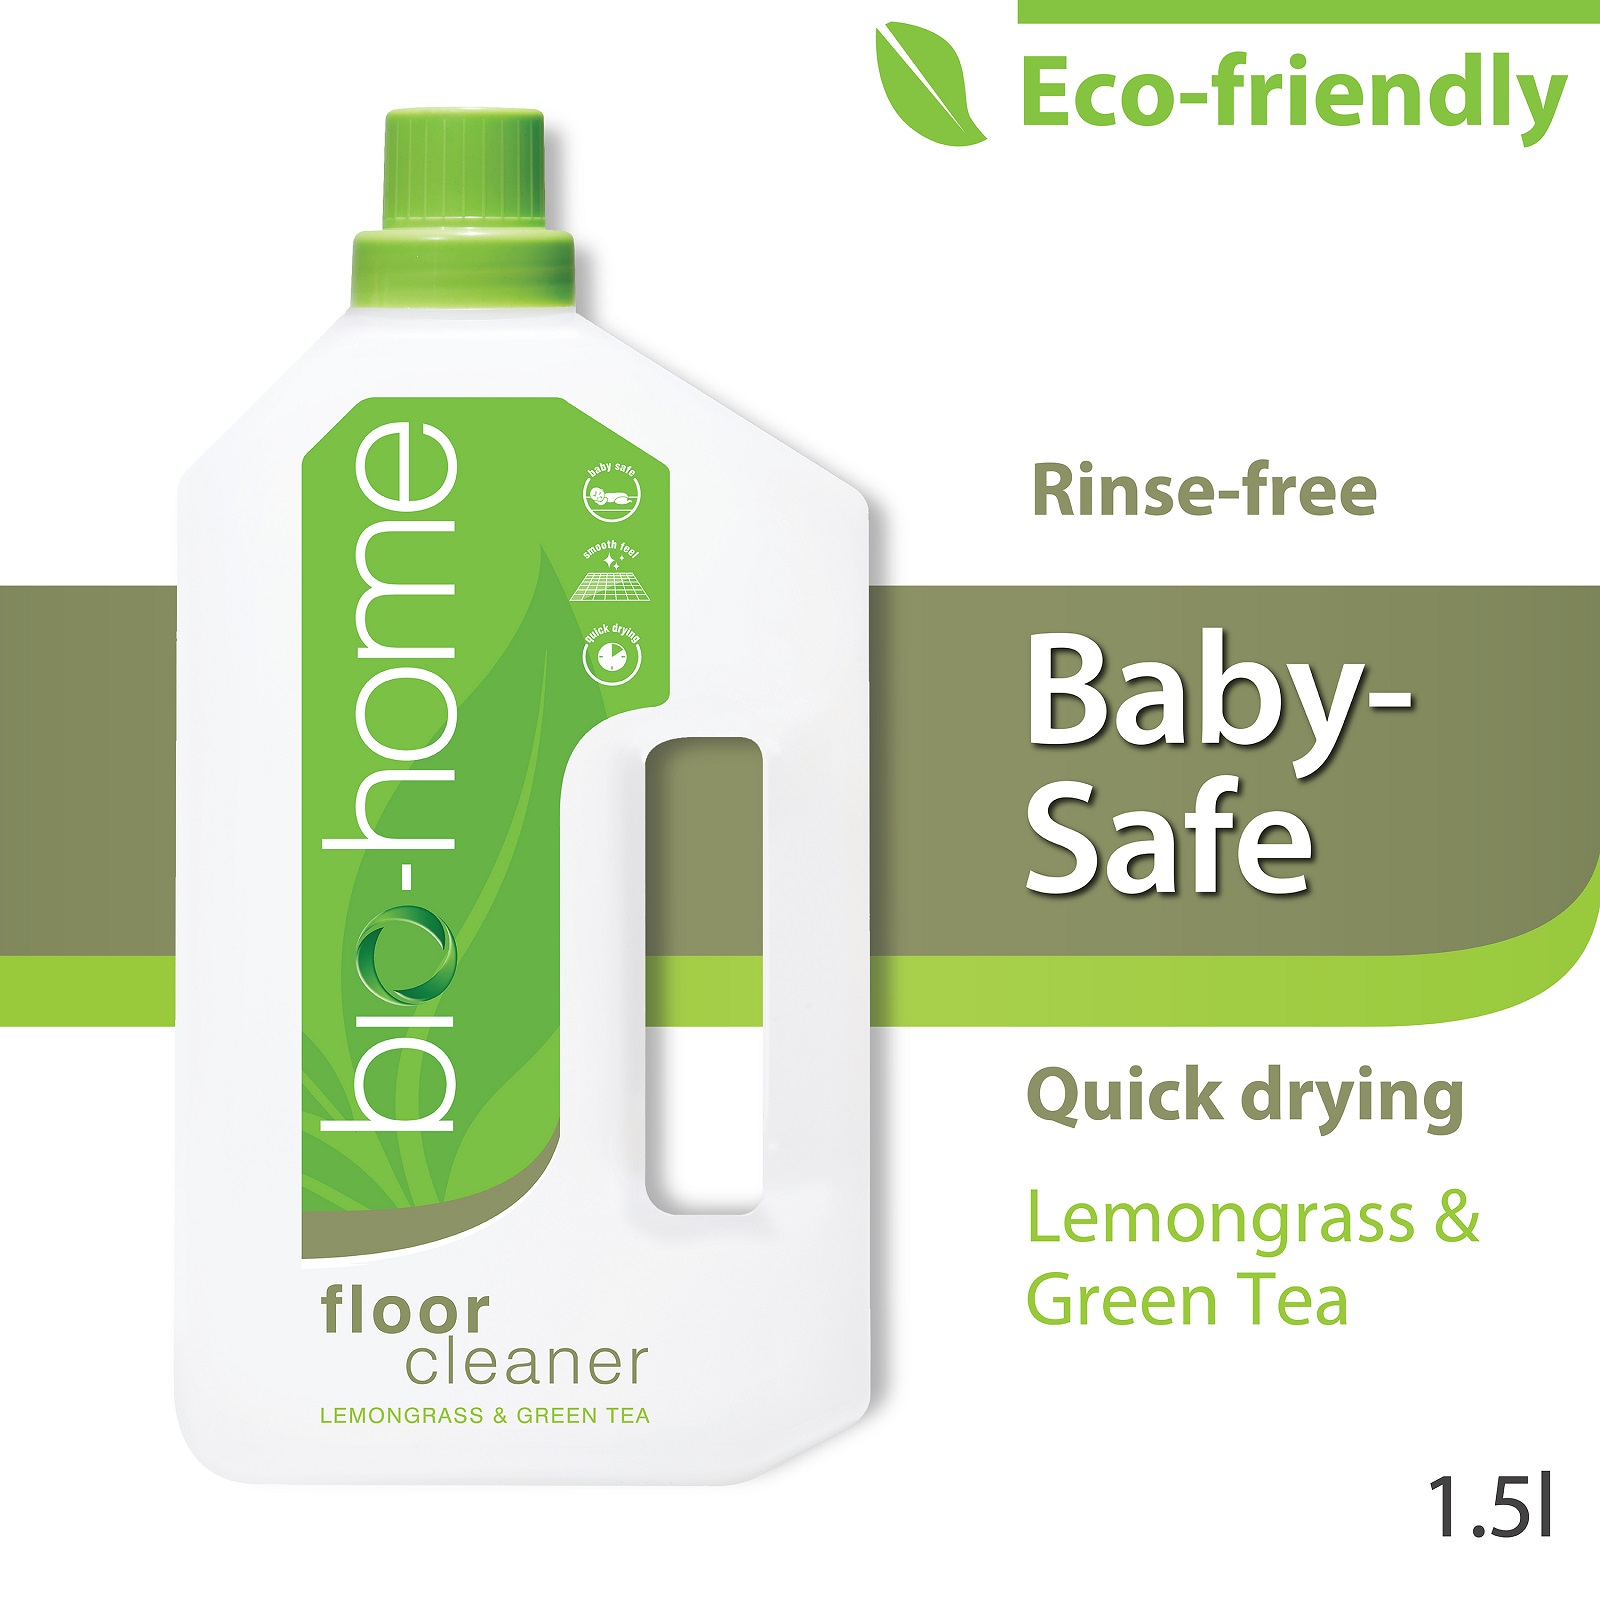 Eco-friendly
Rinse-free
Baby-
Safe
Quick drying
Lemongrass &
Green Tea
1.5l
bio-home
baby safe
smooth feel
quick drying
floor
cleaner
LEMONGRASS & GREEN TEA